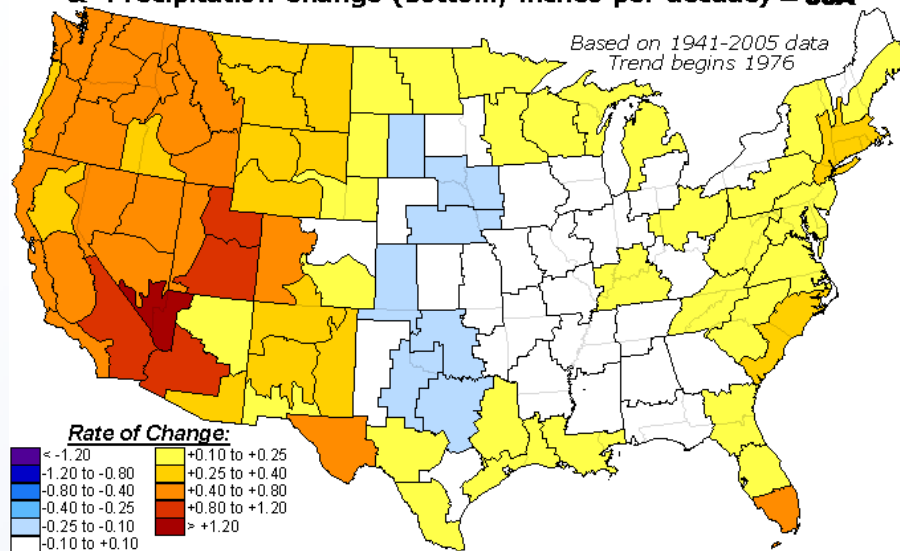 & Precipitation Change (bottom, inches per decade) – JJA
Based on 1941-2005 data
Trend begins 1976
Rate of Change:
< -1.20
-1.20 to -0.80
-0.80 to -0.40
-0.40 to -0.25
-0.25 to -0.10
-0.10 to +0.10
+0.10 to +0.25
+0.25 to +0.40
+0.40 to +0.80
+0.80 to +1.20
> +1.20